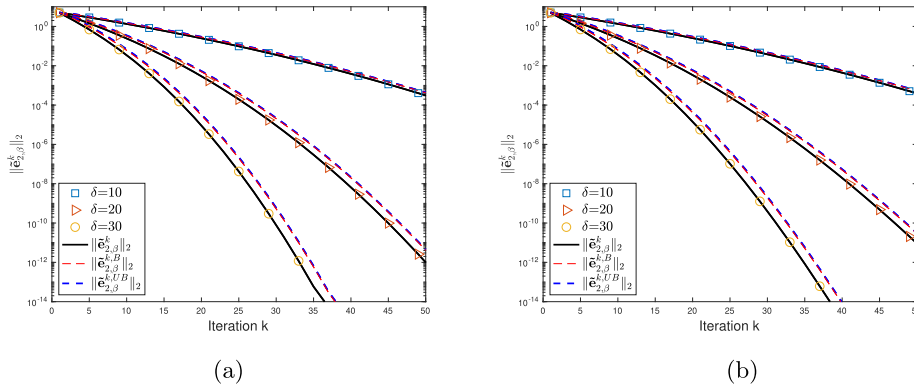 10^0
10^-2
10^-4
10^-6
10^-8
10^-10
10^-12
10^-14
‖ẽ^k_{2,β}‖_2
δ=10
δ=20
δ=30
‖ẽ^k_{2,β}‖_2
‖ẽ^{k,B}_{2,β}‖_2
‖ẽ^{k,UB}_{2,β}‖_2
0 5 10 15 20 25 30 35 40 45 50
Iteration k
(a)
10^0
10^-2
10^-4
10^-6
10^-8
10^-10
10^-12
10^-14
‖ẽ^k_{2,β}‖_2
δ=10
δ=20
δ=30
‖ẽ^k_{2,β}‖_2
‖ẽ^{k,B}_{2,β}‖_2
‖ẽ^{k,UB}_{2,β}‖_2
0 5 10 15 20 25 30 35 40 45 50
Iteration k
(b)